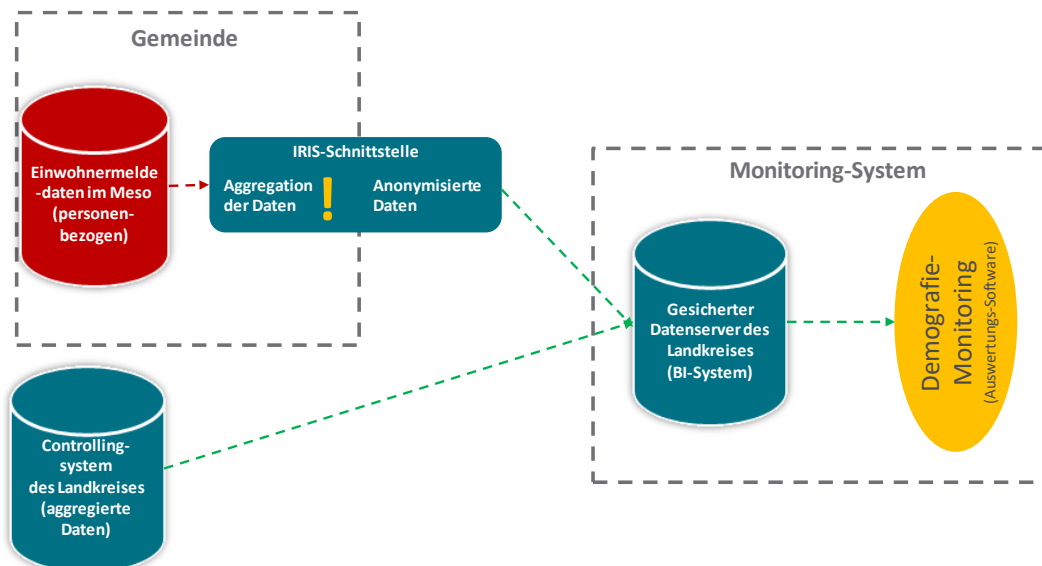 Gemeinde
Einwohnermelde
-daten im Meso
(personen-
bezogen)
IRIS-Schnittstelle
Aggregation
der Daten
!
Anonymisierte
Daten
Monitoring-System
Gesicherter
Datenserver des
Landkreises
(BI-System)
Demografie-
Monitoring
(Auswertungs-Software)
Controlling-
system
des Landkreises
(aggregierte
Daten)